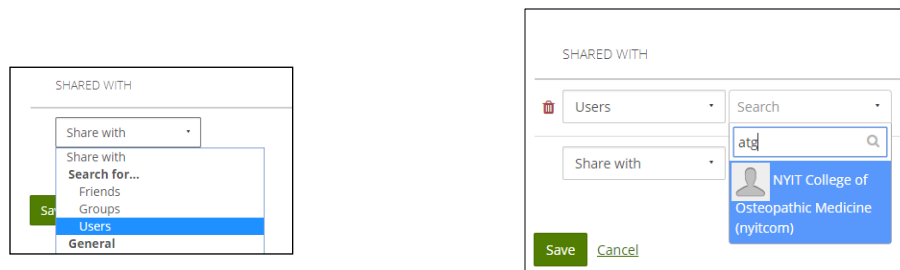 SHARED WITH
Share with
Share with
Search for...
Friends
Groups
Users
General
Sa
SHARED WITH
Users
Search
atg
NYIT College of
Osteopathic Medicine
(nyitcom)
Share with
Save Cancel